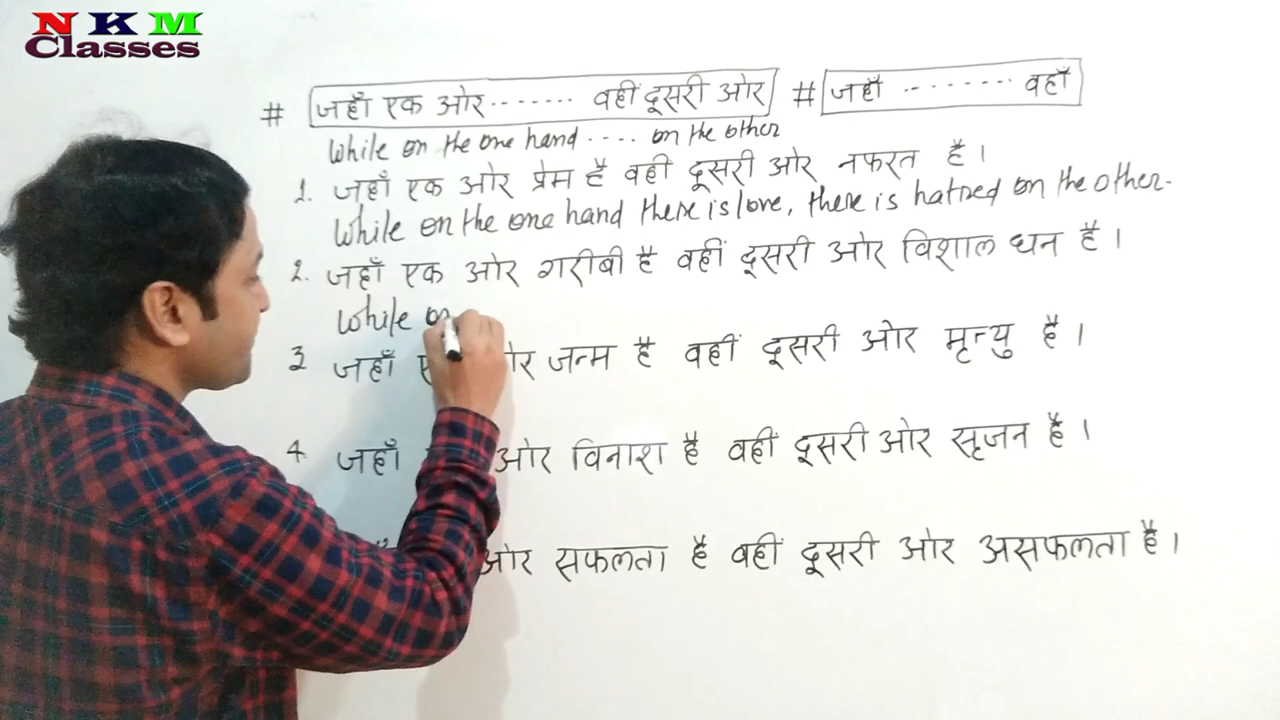 NKM
Classes
# जहाँ एक ओर ....... वहीं दूसरी ओर # जहाँ ........ वहाँ
while on the one hand .... on the other
1. जहाँ एक ओर प्रेम है वहीं दूसरी ओर नफरत है।
While on the one hand there is love, there is hatred on the other.
2. जहाँ एक ओर गरीबी है वहीं दूसरी ओर विशाल धन है।
While on
3 जहाँ ओर जन्म है वहीं दूसरी ओर मृत्यु है।
4. जहाँ ओर विनाश है वहीं दूसरी ओर सृजन है।
ओर सफलता है वहीं दूसरी ओर असफलता है।